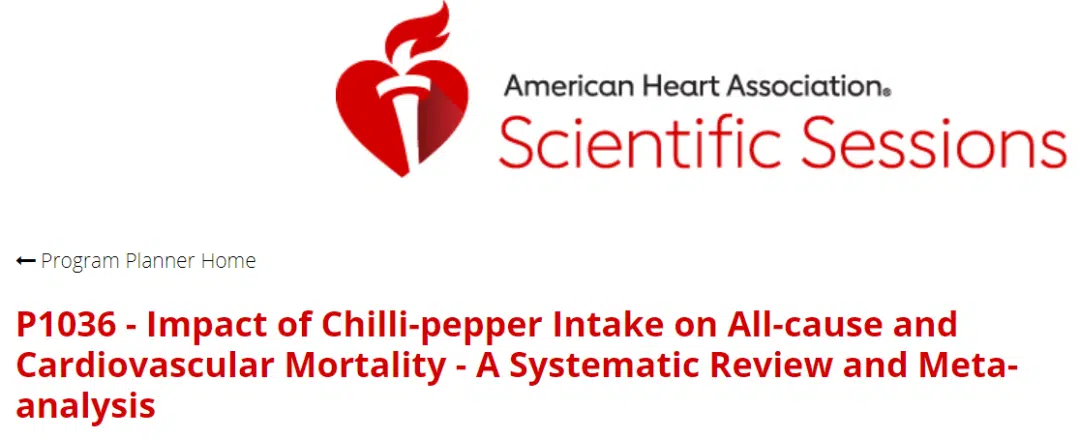 American Heart Association®
Scientific Sessions
← Program Planner Home
P1036 - Impact of Chilli-pepper Intake on All-cause and
Cardiovascular Mortality - A Systematic Review and Meta-
analysis